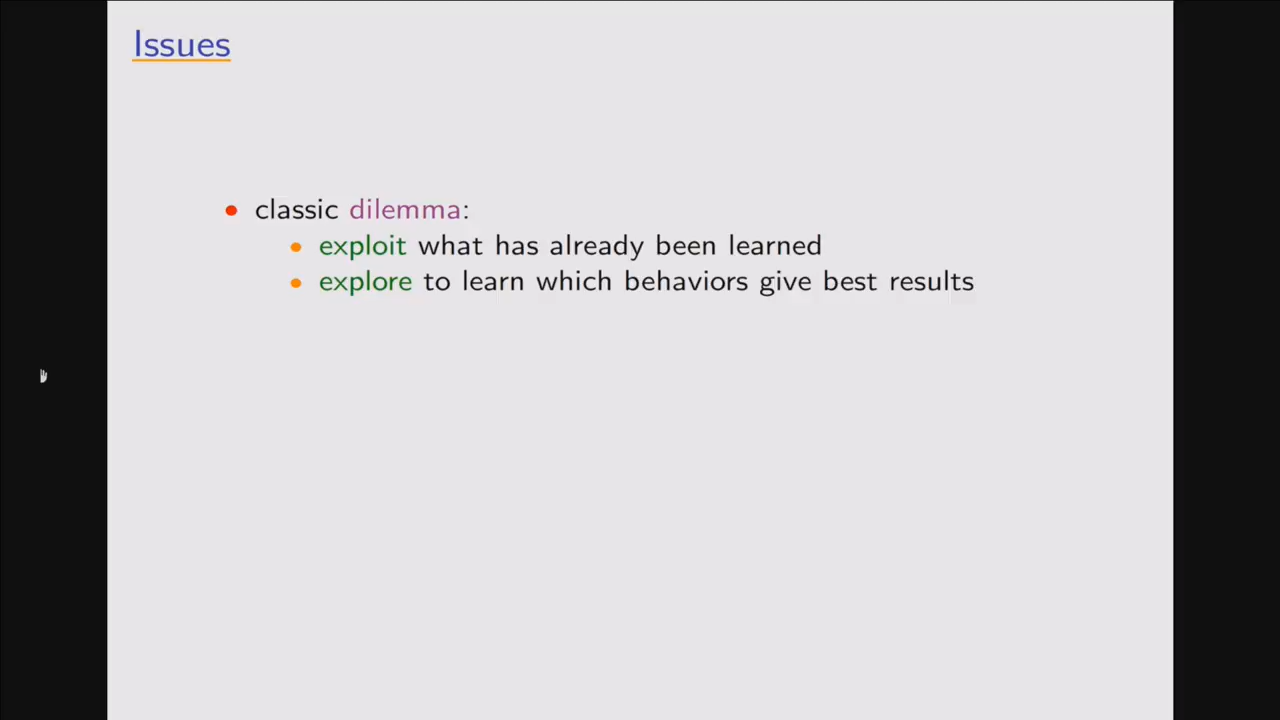 Issues
• classic dilemma:
• exploit what has already been learned
• explore to learn which behaviors give best results